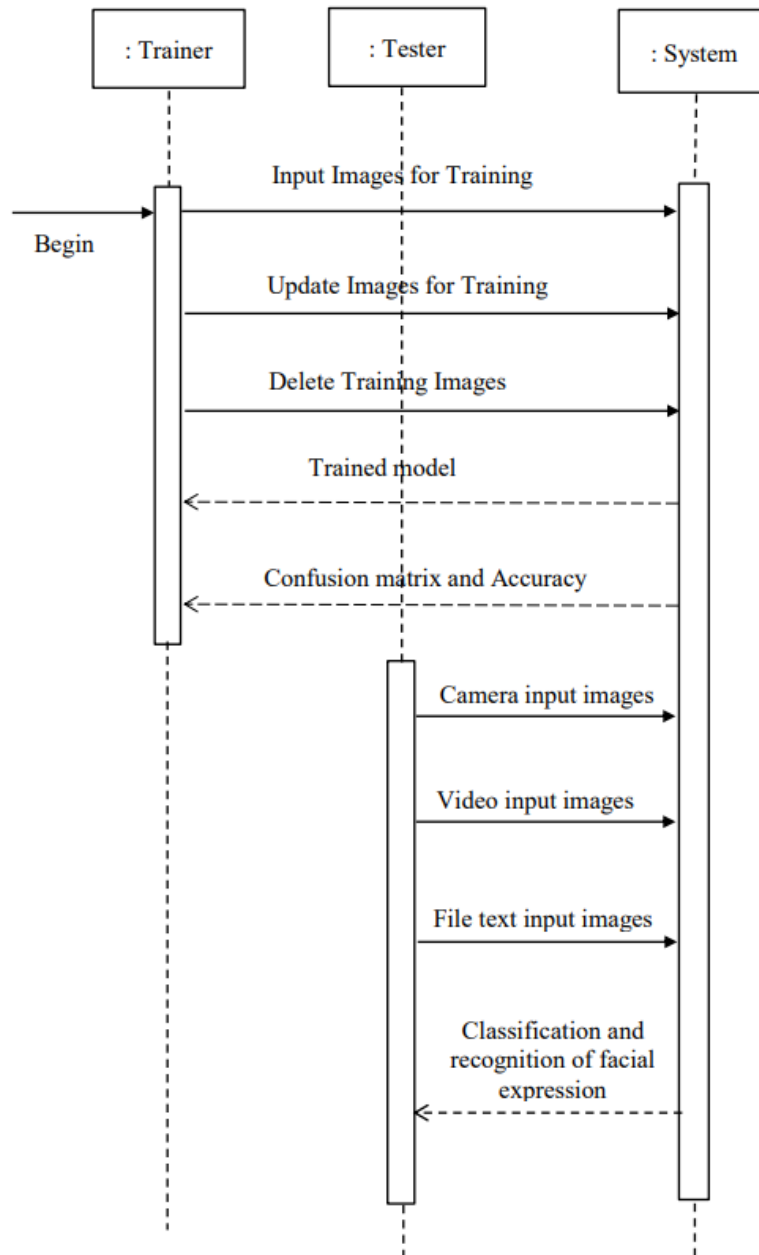 : Trainer
: Tester
: System
Input Images for Training
Begin
Update Images for Training
Delete Training Images
Trained model
Confusion matrix and Accuracy
Camera input images
Video input images
File text input images
Classification and
recognition of facial
expression